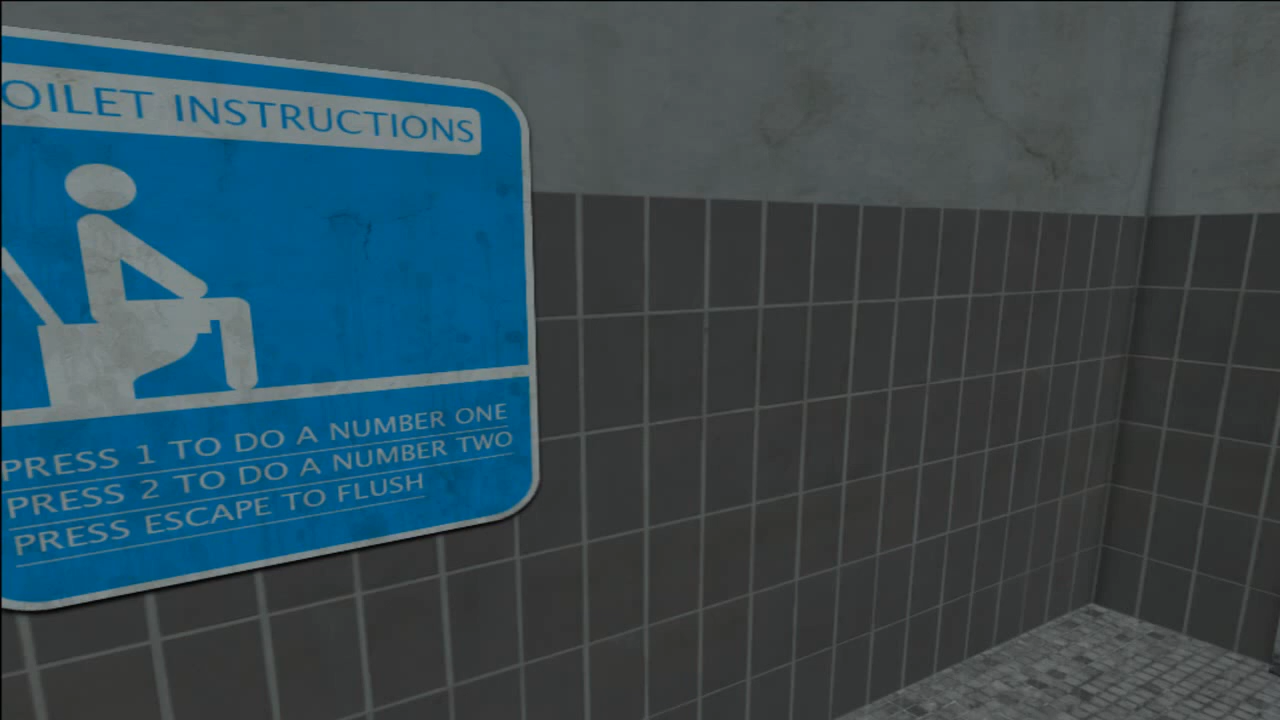 OILET INSTRUCTIONS
PRESS 1 TO DO A NUMBER ONE
PRESS 2 TO DO A NUMBER TWO
PRESS ESCAPE TO FLUSH